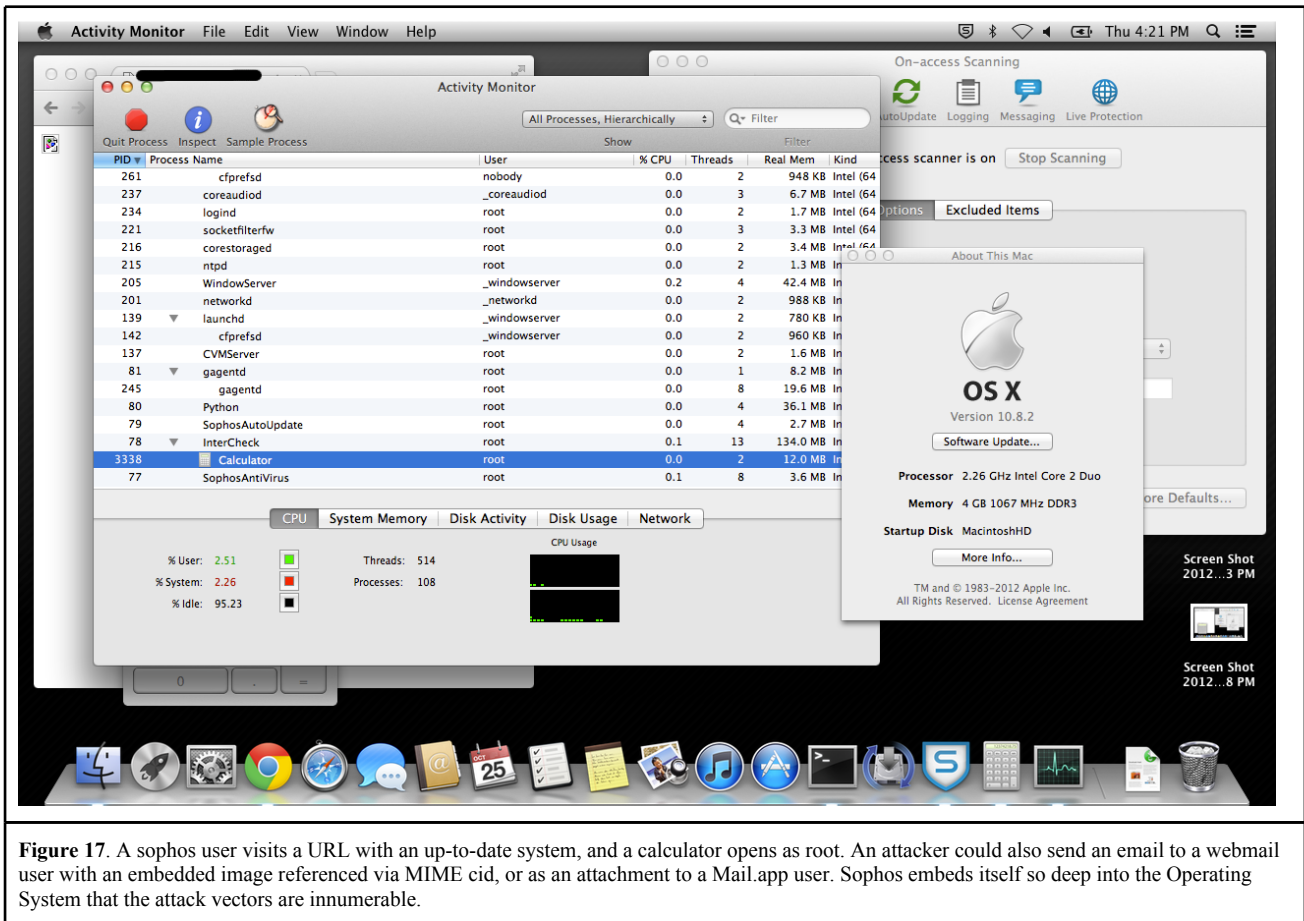 Activity Monitor File Edit View Window Help
Thu 4:21 PM
On-access Scanning
Activity Monitor
AutoUpdate Logging Messaging Live Protection
All Processes, Hierarchically
Filter
Quit Process Inspect Sample Process Show Filter
access scanner is on Stop Scanning
Options Excluded Items
PID Process Name User % CPU Threads Real Mem Kind
261 cfprefsd nobody 0.0 2 948 KB Intel (64
237 coreaudiod _coreaudiod 0.0 3 6.7 MB Intel (64
234 logind root 0.0 2 1.7 MB Intel (64
221 socketfilterfw root 0.0 3 3.3 MB Intel (64
216 corestoraged root 0.0 2 3.4 MB Intel (64
215 ntpd root 0.0 2 1.3 MB In
205 WindowServer _windowserver 0.2 4 42.4 MB In
201 networkd _networkd 0.0 2 988 KB In
139 launchd _windowserver 0.0 2 780 KB In
142 cfprefsd _windowserver 0.0 2 960 KB In
137 CVMServer root 0.0 2 1.6 MB In
81 gagentd root 0.0 1 8.2 MB In
245 gagentd root 0.0 8 19.6 MB In
80 Python root 0.0 4 36.1 MB In
79 SophosAutoUpdate root 0.0 4 2.7 MB In
78 InterCheck root 0.1 13 134.0 MB In
3338 Calculator root 0.0 2 12.0 MB In
77 SophosAntiVirus root 0.1 8 3.6 MB In
CPU System Memory Disk Activity Disk Usage Network
CPU Usage
% User: 2.51 Threads: 514
% System: 2.26 Processes: 108
% Idle: 95.23
About This Mac
OS X
Version 10.8.2
Software Update...
Processor 2.26 GHz Intel Core 2 Duo
Memory 4 GB 1067 MHz DDR3
Startup Disk MacintoshHD
More Info...
TM and © 1983-2012 Apple Inc.
All Rights Reserved. License Agreement
ore Defaults...
Screen Shot
2012...3 PM
Screen Shot
2012...8 PM
0 . =
OCT
25
Figure 17. A sophos user visits a URL with an up-to-date system, and a calculator opens as root. An attacker could also send an email to a webmail
user with an embedded image referenced via MIME cid, or as an attachment to a Mail.app user. Sophos embeds itself so deep into the Operating
System that the attack vectors are innumerable.